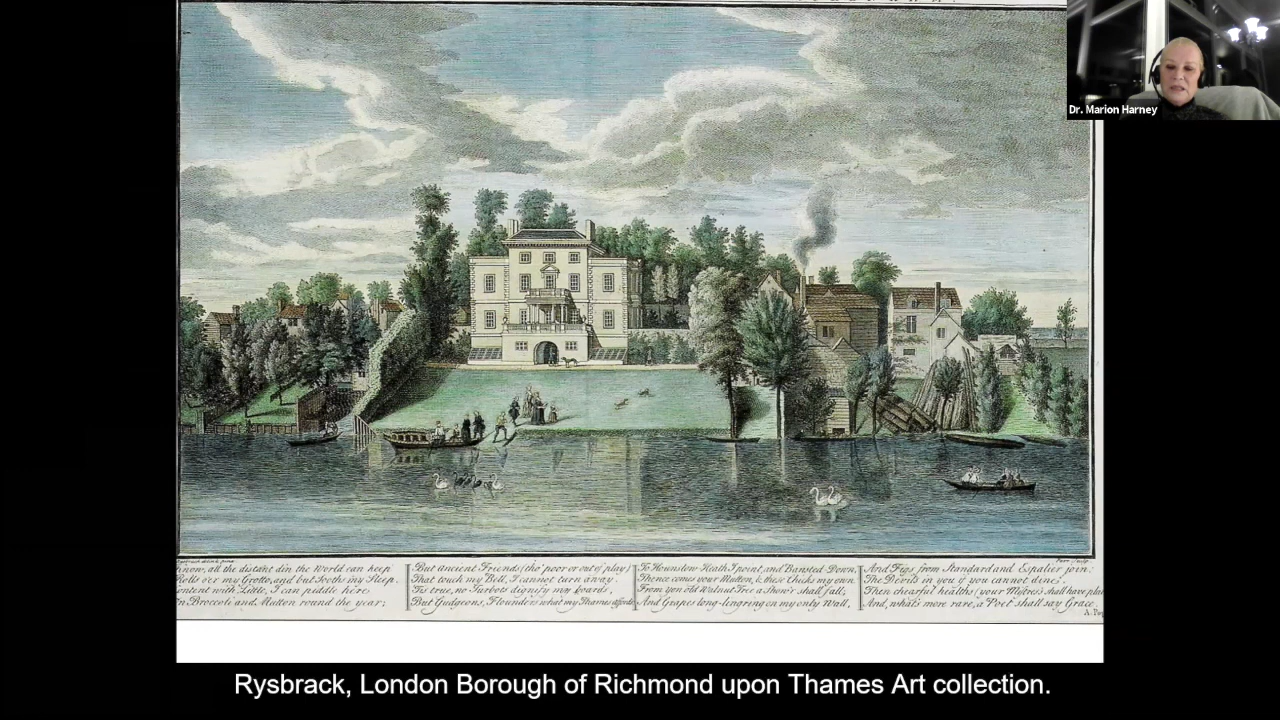 Dr. Marion Harney
Know, all the distant din the World can keep
Rolls o'er my Grotto, and but sooths my Sleep.
Content with Little, I can piddle here
On Broccoli and Mutton round the year;
But Ancient Friends, (tho' poor or out of play)
That touch my Bell, I cannot turn away.
Tis true, no Turbots dignify my boards,
But Gudgeons, Flounders, what my Thames affords
To Hounslow Heath I point, and Bansted Down,
Thence comes your Mutton, & these Chicks my own
From yon old Walnut Tree a Show'r shall fall;
And Grapes long-lingring on my only Wall,
And Figs from Standard and Espalier join:
The Devil's in you if you cannot dine.
Then chearful healths (your Mistress shall have pla
And, what's more rare, a Poet shall say Grace.
A. Po
Rysbrack, London Borough of Richmond upon Thames Art collection.